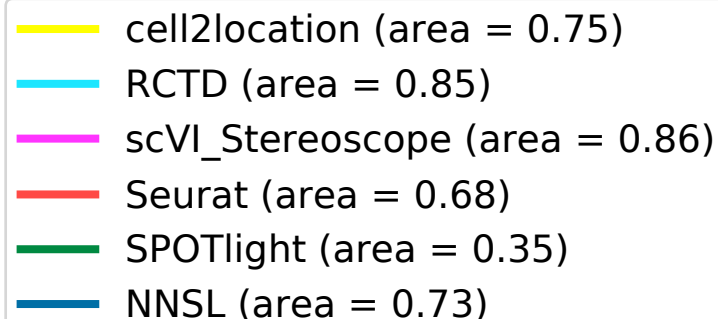 cell2location (area = 0.75)
RCTD (area = 0.85)
scVI_Stereoscope (area = 0.86)
Seurat (area = 0.68)
SPOTlight (area = 0.35)
NNSL (area = 0.73)